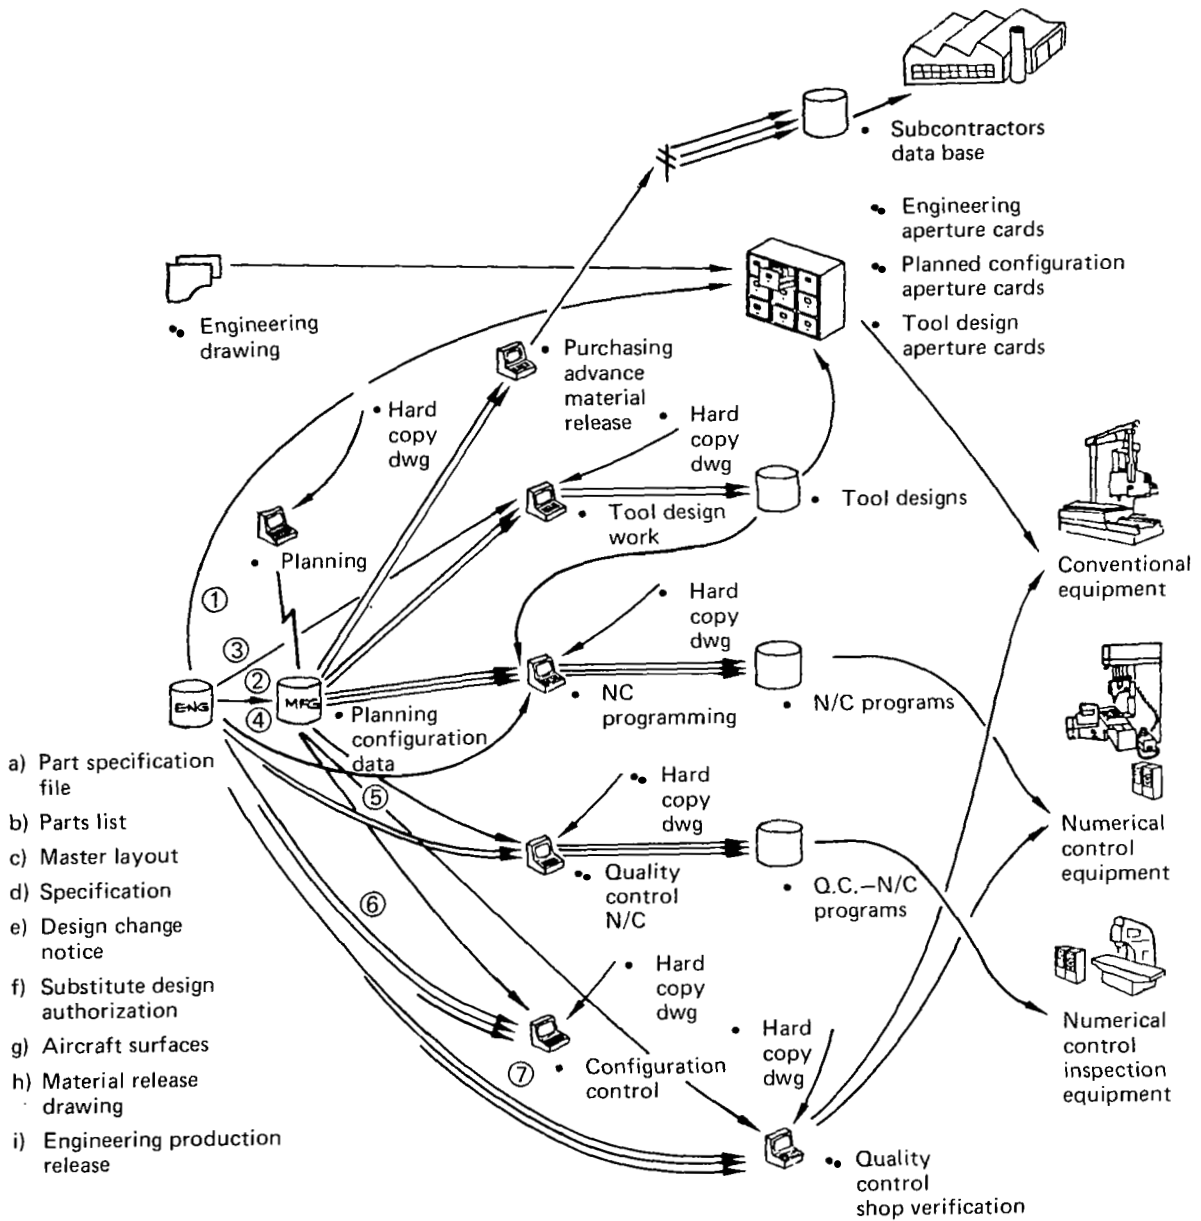 • Subcontractors
data base
•• Engineering
aperture cards
•• Planned configuration
aperture cards
• Tool design
aperture cards
•• Engineering
drawing
• Purchasing
advance
material
release
• Hard
copy
dwg
• Hard
copy
dwg
• Tool design
work
• Tool designs
Conventional
equipment
• Planning
①
③
②
④
ENG
MFG
• Planning
configuration
data
• Hard
copy
dwg
• NC
programming
• N/C programs
⑤
•• Hard
copy
dwg
•• Quality
control
N/C
• Q.C.–N/C
programs
Numerical
control
equipment
a) Part specification
file
b) Parts list
c) Master layout
d) Specification
e) Design change
notice
f) Substitute design
authorization
g) Aircraft surfaces
h) Material release
drawing
i) Engineering production
release
⑥
• Hard
copy
dwg
⑦
• Configuration
control
• Hard
copy
dwg
Numerical
control
inspection
equipment
•• Quality
control
shop verification